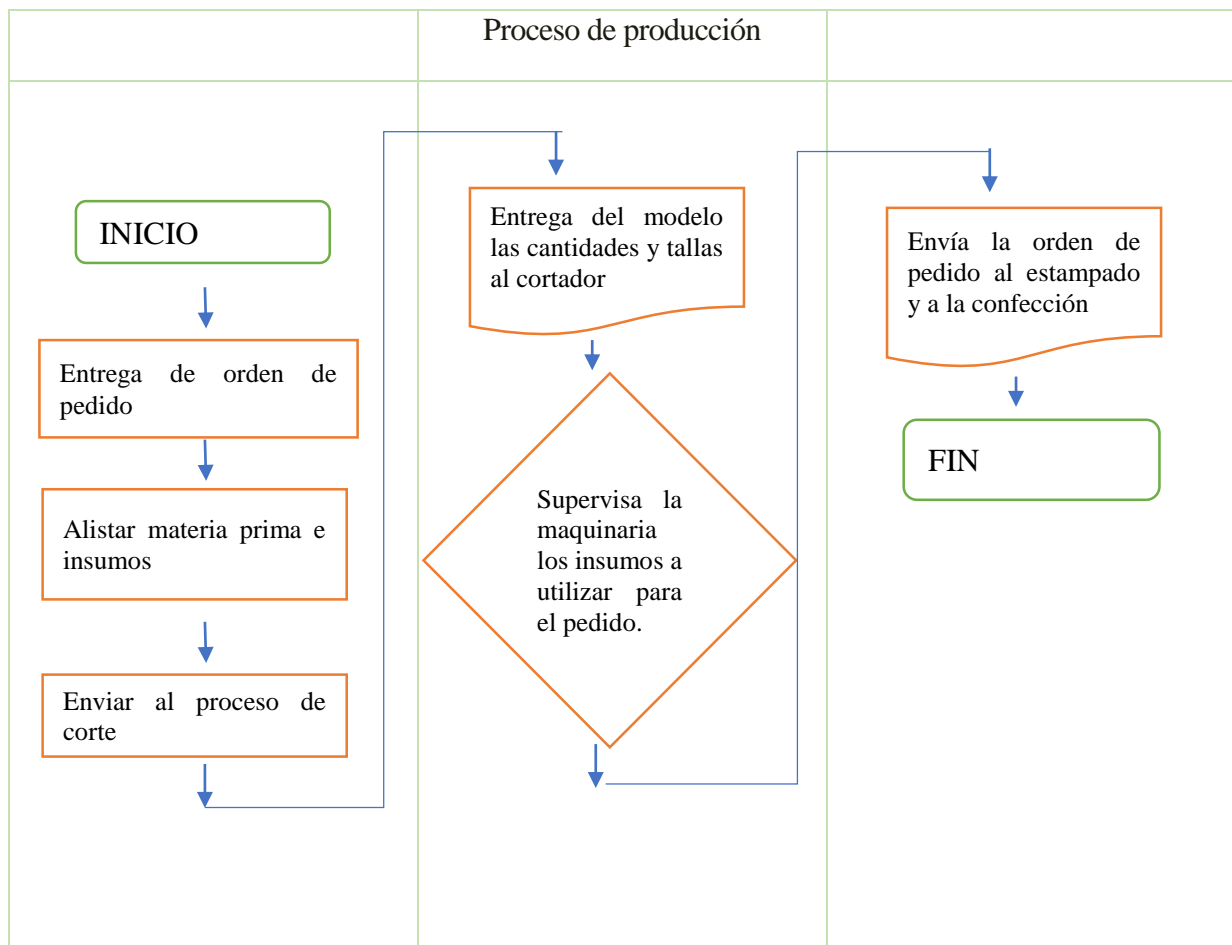 Proceso de producción
INICIO
Entrega de orden de
pedido
Alistar materia prima e
insumos
Enviar al proceso de
corte
Entrega del modelo
las cantidades y tallas
al cortador
Supervisa la
maquinaria
los insumos a
utilizar para
el pedido.
Envía la orden de
pedido al estampado
y a la confección
FIN